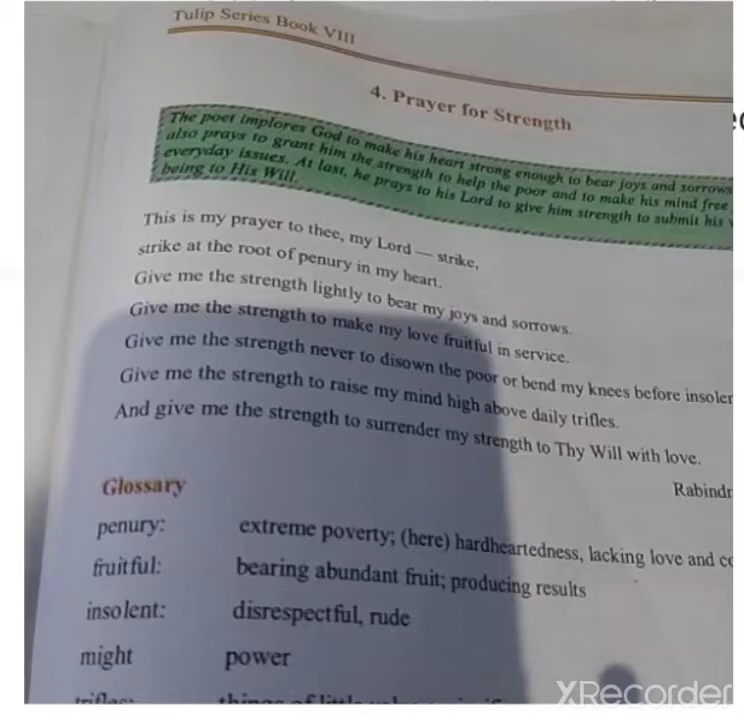 Tulip Series Book VIII
4. Prayer for Strength
The poet implores God to make his heart strong enough to bear joys and sorrows
also prays to grant him the strength to help the poor and to make his mind free
everyday issues. At last, he prays to his Lord to give him strength to submit his
being to His Will.
This is my prayer to thee, my Lord — strike,
strike at the root of penury in my heart.
Give me the strength lightly to bear my joys and sorrows.
Give me the strength to make my love fruitful in service.
Give me the strength never to disown the poor or bend my knees before insolen
Give me the strength to raise my mind high above daily trifles.
And give me the strength to surrender my strength to Thy Will with love.
Rabindr
Glossary
penury: extreme poverty; (here) hardheartedness, lacking love and co
fruitful: bearing abundant fruit; producing results
insolent: disrespectful, rude
might power
trifles: things of little
XRecorder